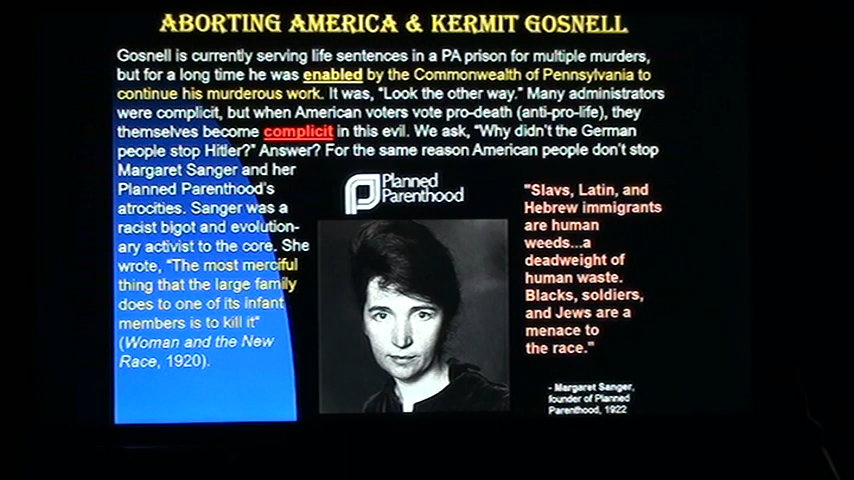 ABORTING AMERICA & KERMIT GOSNELL
Gosnell is currently serving life sentences in a PA prison for multiple murders,
but for a long time he was enabled by the Commonwealth of Pennsylvania to
continue his murderous work. It was, “Look the other way.” Many administrators
were complicit, but when American voters vote pro-death (anti-pro-life), they
themselves become complicit in this evil. We ask, “Why didn’t the German
people stop Hitler?” Answer? For the same reason American people don’t stop
Margaret Sanger and her
Planned Parenthood’s
atrocities. Sanger was a
racist bigot and evolution-
ary activist to the core. She
wrote, “The most merciful
thing that the large family
does to one of its infant
members is to kill it”
(Woman and the New
Race, 1920).
Planned
Parenthood
"Slavs, Latin, and
Hebrew immigrants
are human
weeds...a
deadweight of
human waste.
Blacks, soldiers,
and Jews are a
menace to
the race."
- Margaret Sanger,
founder of Planned
Parenthood, 1922